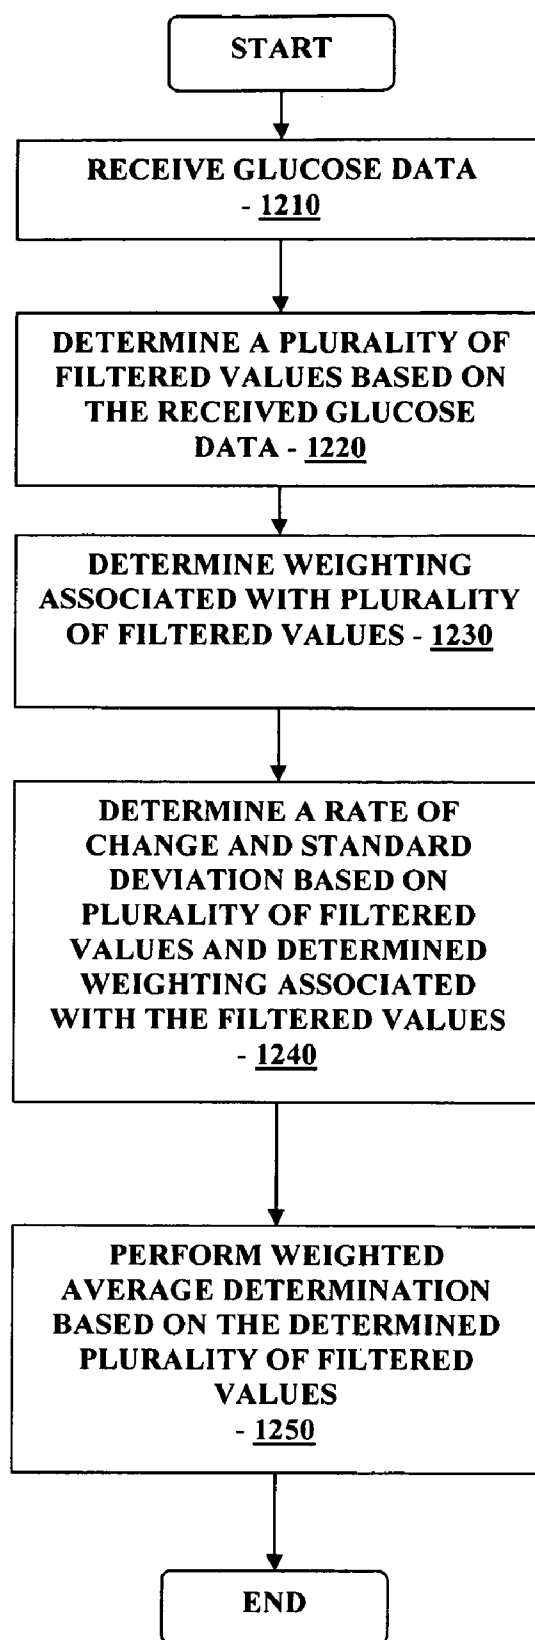 START
RECEIVE GLUCOSE DATA
- 1210
DETERMINE A PLURALITY OF
FILTERED VALUES BASED ON
THE RECEIVED GLUCOSE
DATA - 1220
DETERMINE WEIGHTING
ASSOCIATED WITH PLURALITY
OF FILTERED VALUES - 1230
DETERMINE A RATE OF
CHANGE AND STANDARD
DEVIATION BASED ON
PLURALITY OF FILTERED
VALUES AND DETERMINED
WEIGHTING ASSOCIATED
WITH THE FILTERED VALUES
- 1240
PERFORM WEIGHTED
AVERAGE DETERMINATION
BASED ON THE DETERMINED
PLURALITY OF FILTERED
VALUES
- 1250
END